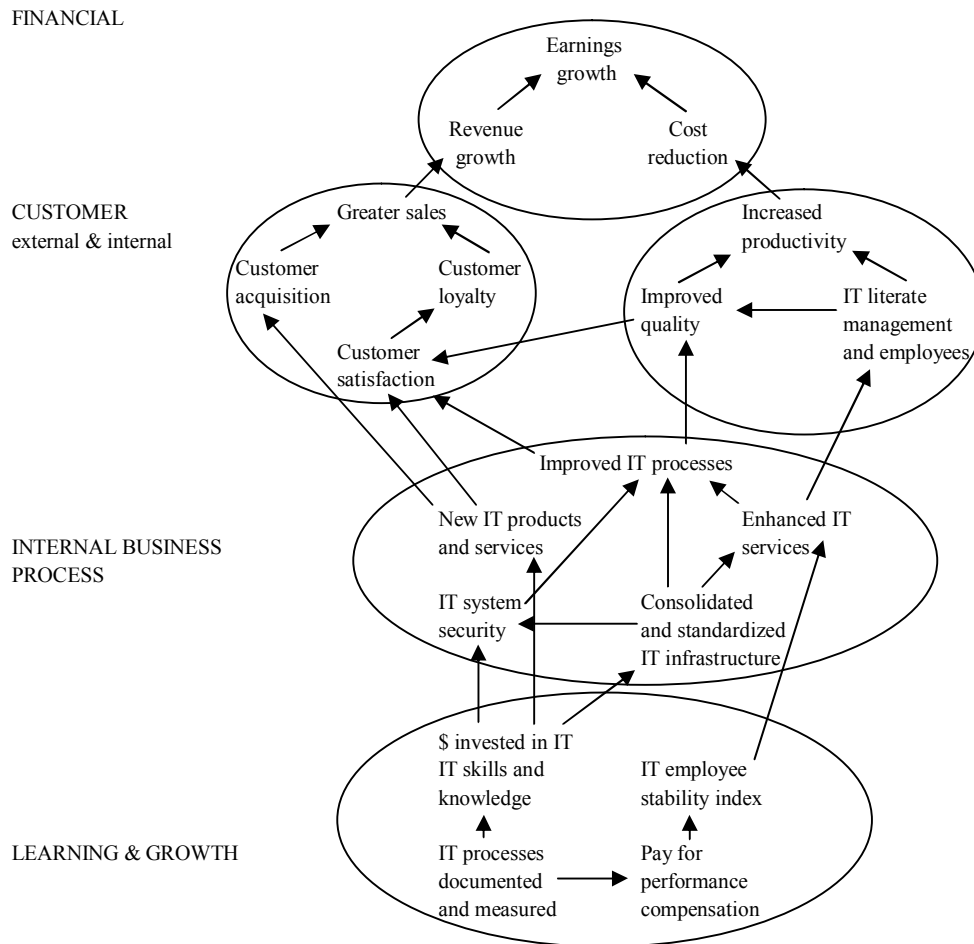 FINANCIAL
Earnings
growth
Revenue
growth
Cost
reduction
CUSTOMER
external & internal
Greater sales
Customer
acquisition
Customer
loyalty
Customer
satisfaction
Increased
productivity
Improved
quality
IT literate
management
and employees
INTERNAL BUSINESS
PROCESS
Improved IT processes
New IT products
and services
Enhanced IT
services
IT system
security
Consolidated
and standardized
IT infrastructure
LEARNING & GROWTH
$ invested in IT
IT skills and
knowledge
IT employee
stability index
IT processes
documented
and measured
Pay for
performance
compensation